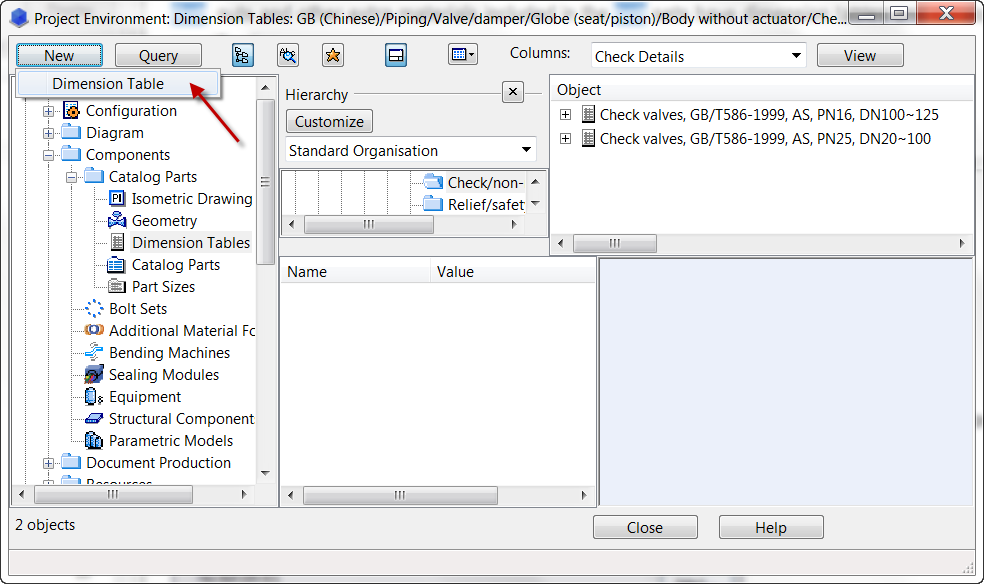 Project Environment: Dimension Tables: GB (Chinese)/Piping/Valve/damper/Globe (seat/piston)/Body without actuator/Che...
New
Query
Columns:
Check Details
View
Dimension Table
Configuration
Diagram
Components
Catalog Parts
Isometric Drawing
Geometry
Dimension Tables
Catalog Parts
Part Sizes
Bolt Sets
Additional Material Fo
Bending Machines
Sealing Modules
Equipment
Structural Component
Parametric Models
Document Production
Resources
Hierarchy
Customize
Standard Organisation
Check/non-
Relief/safety
Object
Check valves, GB/T586-1999, AS, PN16, DN100~125
Check valves, GB/T586-1999, AS, PN25, DN20~100
Name
Value
2 objects
Close
Help